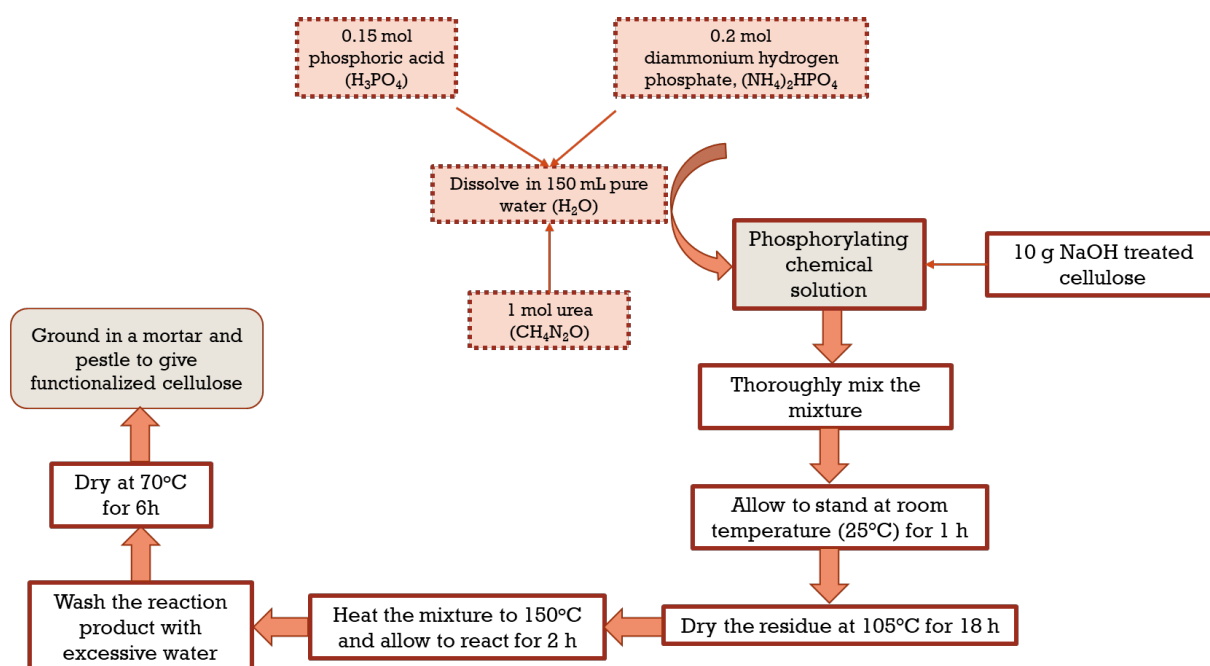 0.15 mol
phosphoric acid
(H₃PO₄)
0.2 mol
diammonium hydrogen
phosphate, (NH₄)₂HPO₄
Dissolve in 150 mL pure
water (H₂O)
1 mol urea
(CH₄N₂O)
Phosphorylating
chemical
solution
10 g NaOH treated
cellulose
Thoroughly mix the
mixture
Allow to stand at room
temperature (25°C) for 1 h
Dry the residue at 105°C for 18 h
Heat the mixture to 150°C
and allow to react for 2 h
Wash the reaction
product with
excessive water
Dry at 70°C
for 6h
Ground in a mortar and
pestle to give
functionalized cellulose